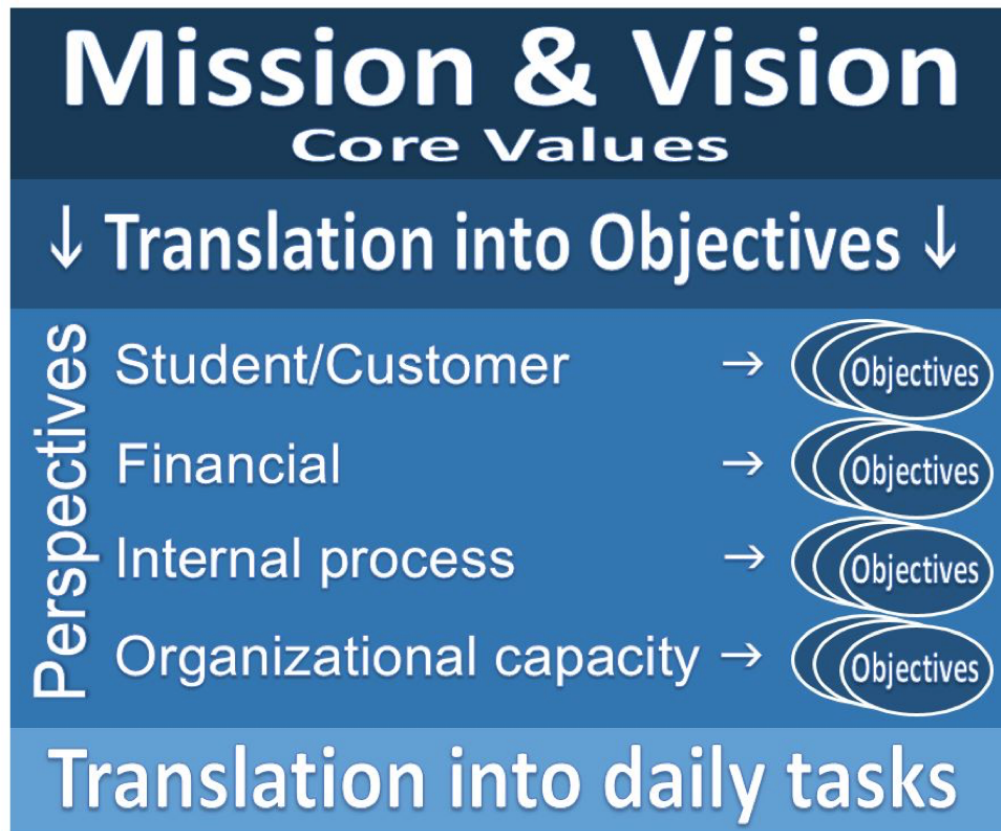 Mission & Vision
Core Values
↓ Translation into Objectives ↓
Perspectives
Student/Customer → Objectives
Financial → Objectives
Internal process → Objectives
Organizational capacity → Objectives
Translation into daily tasks